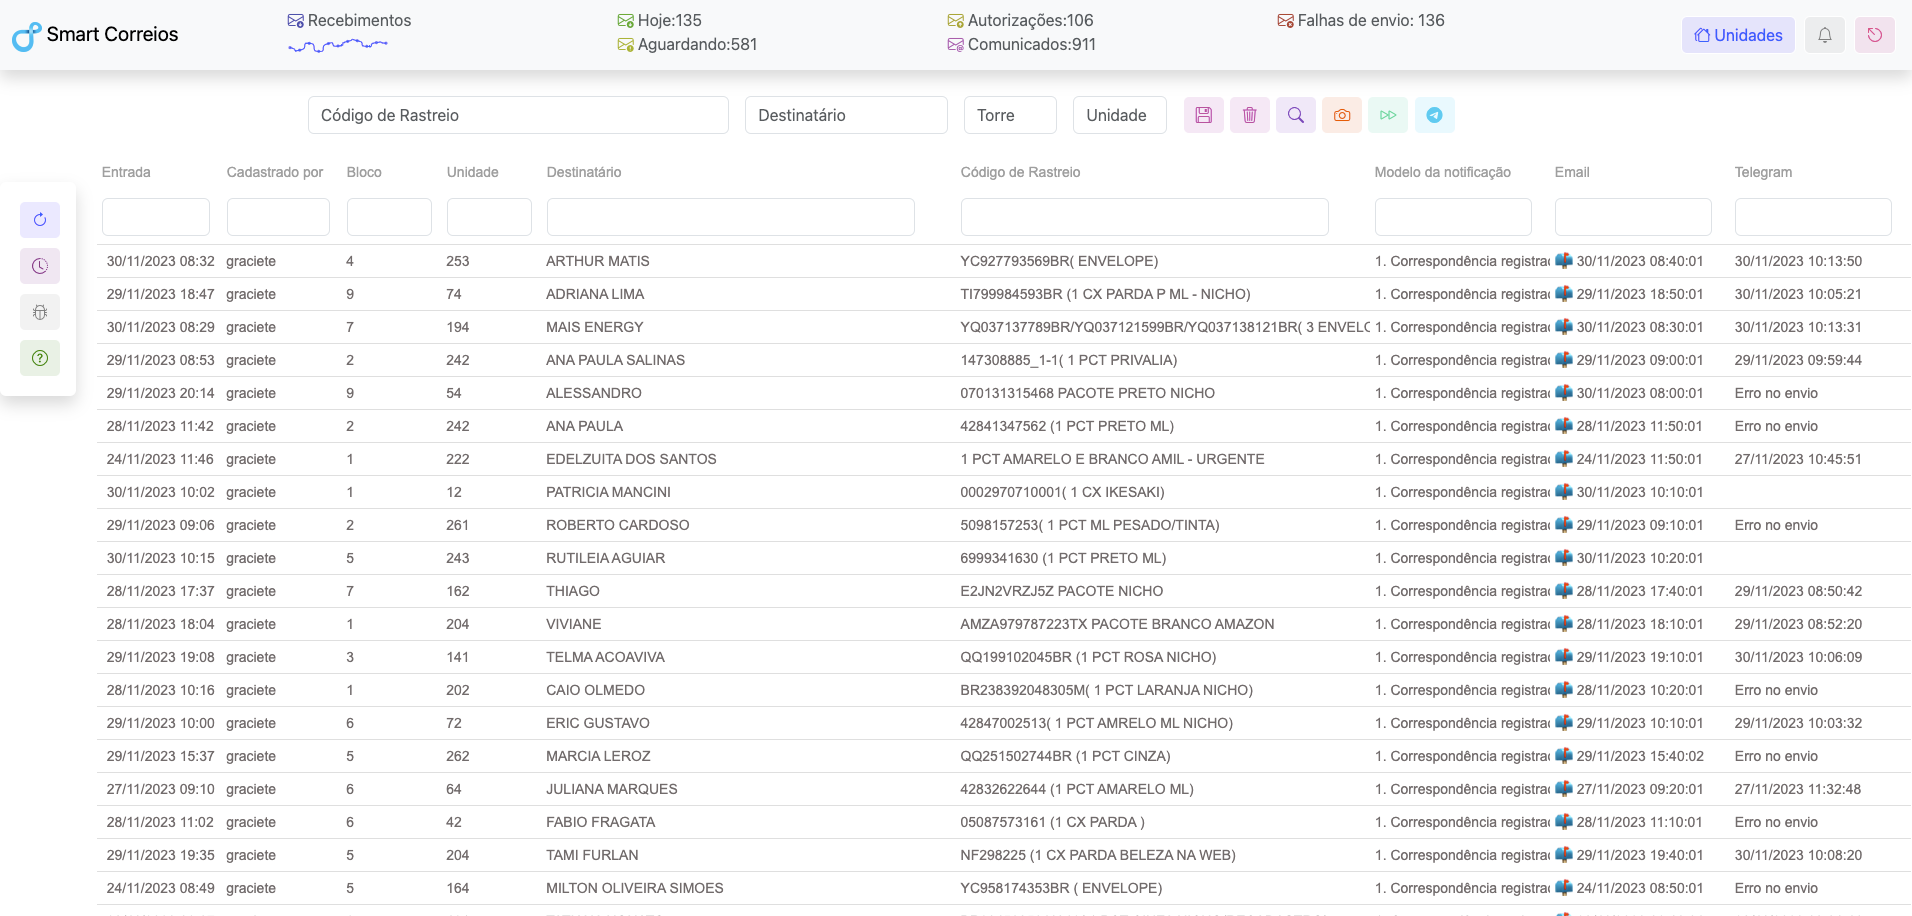 Smart Correios
Recebimentos
Hoje:135
Aguardando:581
Autorizações:106
Comunicados:911
Falhas de envio: 136
Unidades
Código de Rastreio Destinatário Torre Unidade
Entrada Cadastrado por Bloco Unidade Destinatário Código de Rastreio Modelo da notificação Email Telegram
30/11/2023 08:32 graciete 4 253 ARTHUR MATIS YC927793569BR( ENVELOPE) 1. Correspondência registrad 30/11/2023 08:40:01 30/11/2023 10:13:50
29/11/2023 18:47 graciete 9 74 ADRIANA LIMA TI799984593BR (1 CX PARDA P ML - NICHO) 1. Correspondência registrad 29/11/2023 18:50:01 30/11/2023 10:05:21
30/11/2023 08:29 graciete 7 194 MAIS ENERGY YQ037137789BR/YQ037121599BR/YQ037138121BR( 3 ENVELO 1. Correspondência registrad 30/11/2023 08:30:01 30/11/2023 10:13:31
29/11/2023 08:53 graciete 2 242 ANA PAULA SALINAS 147308885_1-1( 1 PCT PRIVALIA) 1. Correspondência registrad 29/11/2023 09:00:01 29/11/2023 09:59:44
29/11/2023 20:14 graciete 9 54 ALESSANDRO 070131315468 PACOTE PRETO NICHO 1. Correspondência registrad 30/11/2023 08:00:01 Erro no envio
28/11/2023 11:42 graciete 2 242 ANA PAULA 42841347562 (1 PCT PRETO ML) 1. Correspondência registrad 28/11/2023 11:50:01 Erro no envio
24/11/2023 11:46 graciete 1 222 EDELZUITA DOS SANTOS 1 PCT AMARELO E BRANCO AMIL - URGENTE 1. Correspondência registrad 24/11/2023 11:50:01 27/11/2023 10:45:51
30/11/2023 10:02 graciete 1 12 PATRICIA MANCINI 0002970710001( 1 CX IKESAKI) 1. Correspondência registrad 30/11/2023 10:10:01
29/11/2023 09:06 graciete 2 261 ROBERTO CARDOSO 5098157253( 1 PCT ML PESADO/TINTA) 1. Correspondência registrad 29/11/2023 09:10:01 Erro no envio
30/11/2023 10:15 graciete 5 243 RUTILEIA AGUIAR 6999341630 (1 PCT PRETO ML) 1. Correspondência registrad 30/11/2023 10:20:01
28/11/2023 17:37 graciete 7 162 THIAGO E2JN2VRZJ5Z PACOTE NICHO 1. Correspondência registrad 28/11/2023 17:40:01 29/11/2023 08:50:42
28/11/2023 18:04 graciete 1 204 VIVIANE AMZA979787223TX PACOTE BRANCO AMAZON 1. Correspondência registrad 28/11/2023 18:10:01 29/11/2023 08:52:20
29/11/2023 19:08 graciete 3 141 TELMA ACOAVIVA QQ199102045BR (1 PCT ROSA NICHO) 1. Correspondência registrad 29/11/2023 19:10:01 30/11/2023 10:06:09
28/11/2023 10:16 graciete 1 202 CAIO OLMEDO BR238392048305M( 1 PCT LARANJA NICHO) 1. Correspondência registrad 28/11/2023 10:20:01 Erro no envio
29/11/2023 10:00 graciete 6 72 ERIC GUSTAVO 42847002513( 1 PCT AMRELO ML NICHO) 1. Correspondência registrad 29/11/2023 10:10:01 29/11/2023 10:03:32
29/11/2023 15:37 graciete 5 262 MARCIA LEROZ QQ251502744BR (1 PCT CINZA) 1. Correspondência registrad 29/11/2023 15:40:02 Erro no envio
27/11/2023 09:10 graciete 6 64 JULIANA MARQUES 42832622644 (1 PCT AMARELO ML) 1. Correspondência registrad 27/11/2023 09:20:01 27/11/2023 11:32:48
28/11/2023 11:02 graciete 6 42 FABIO FRAGATA 05087573161 (1 CX PARDA ) 1. Correspondência registrad 28/11/2023 11:10:01 Erro no envio
29/11/2023 19:35 graciete 5 204 TAMI FURLAN NF298225 (1 CX PARDA BELEZA NA WEB) 1. Correspondência registrad 29/11/2023 19:40:01 30/11/2023 10:08:20
24/11/2023 08:49 graciete 5 164 MILTON OLIVEIRA SIMOES YC958174353BR ( ENVELOPE) 1. Correspondência registrad 24/11/2023 08:50:01 Erro no envio